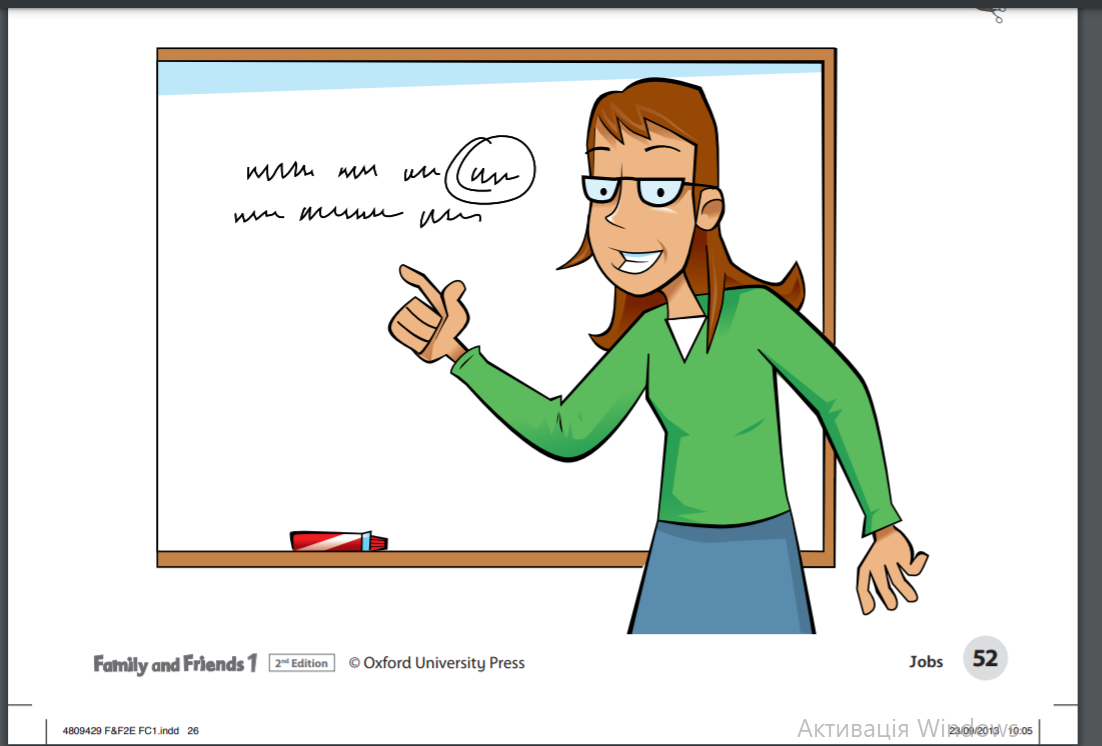 Family and Friends 1 2nd Edition © Oxford University Press
Jobs 52
4809429 F&F2E FC1.indd 26
23/09/2013 10:05
Активація Windows